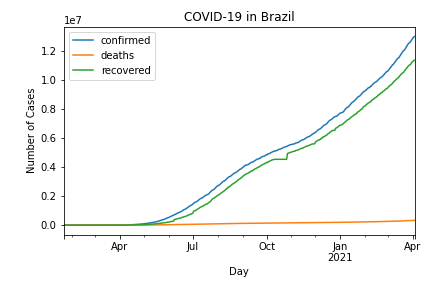 COVID-19 in Brazil
1e7
confirmed
deaths
recovered
Number of Cases
1.2
1.0
0.8
0.6
0.4
0.2
0.0
Apr
Jul
Oct
Jan
2021
Apr
Day